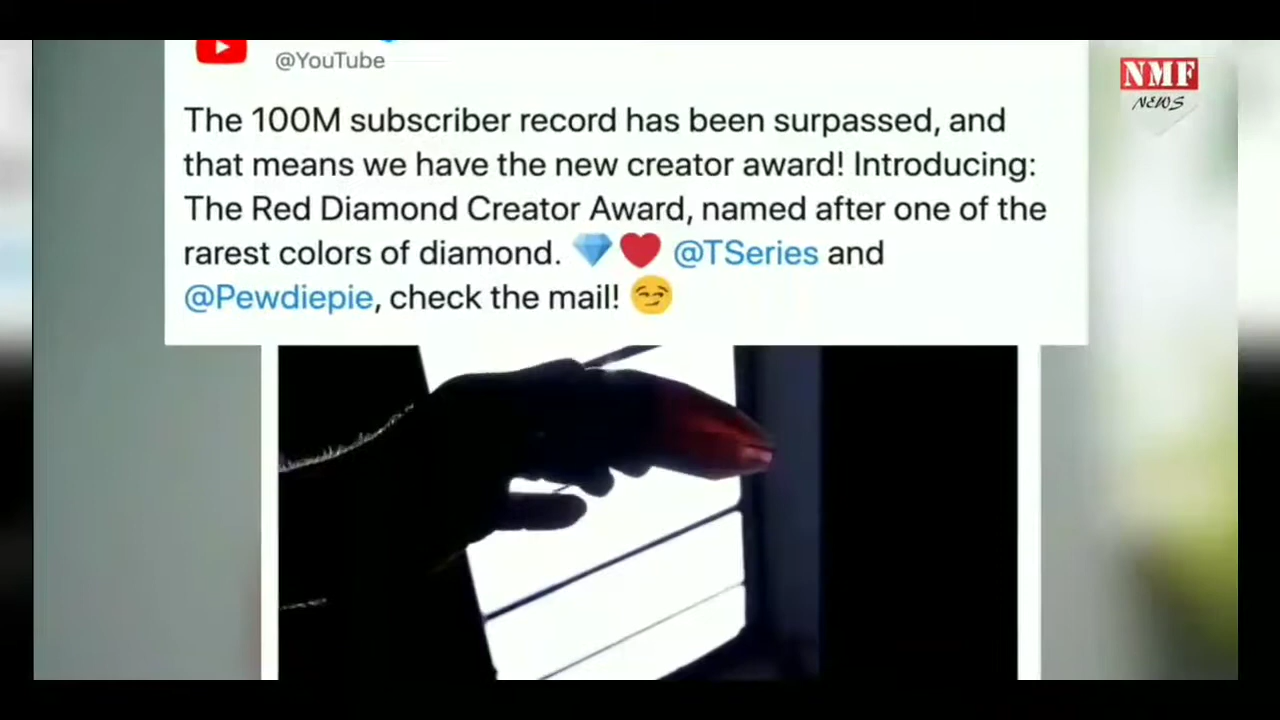 @YouTube
NMF
NEWS
The 100M subscriber record has been surpassed, and
that means we have the new creator award! Introducing:
The Red Diamond Creator Award, named after one of the
rarest colors of diamond. 💎❤️ @TSeries and
@Pewdiepie, check the mail! 😏